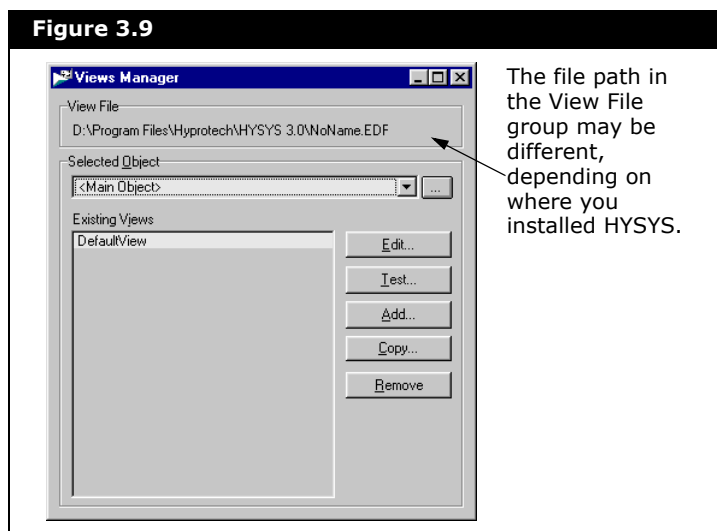 Figure 3.9
Views Manager
View File
D:\Program Files\Hyprotech\HYSYS 3.0\NoName.EDF
Selected Object
<Main Object>
...
Existing Views
DefaultView
Edit...
Test...
Add...
Copy...
Remove
The file path in
the View File
group may be
different,
depending on
where you
installed HYSYS.